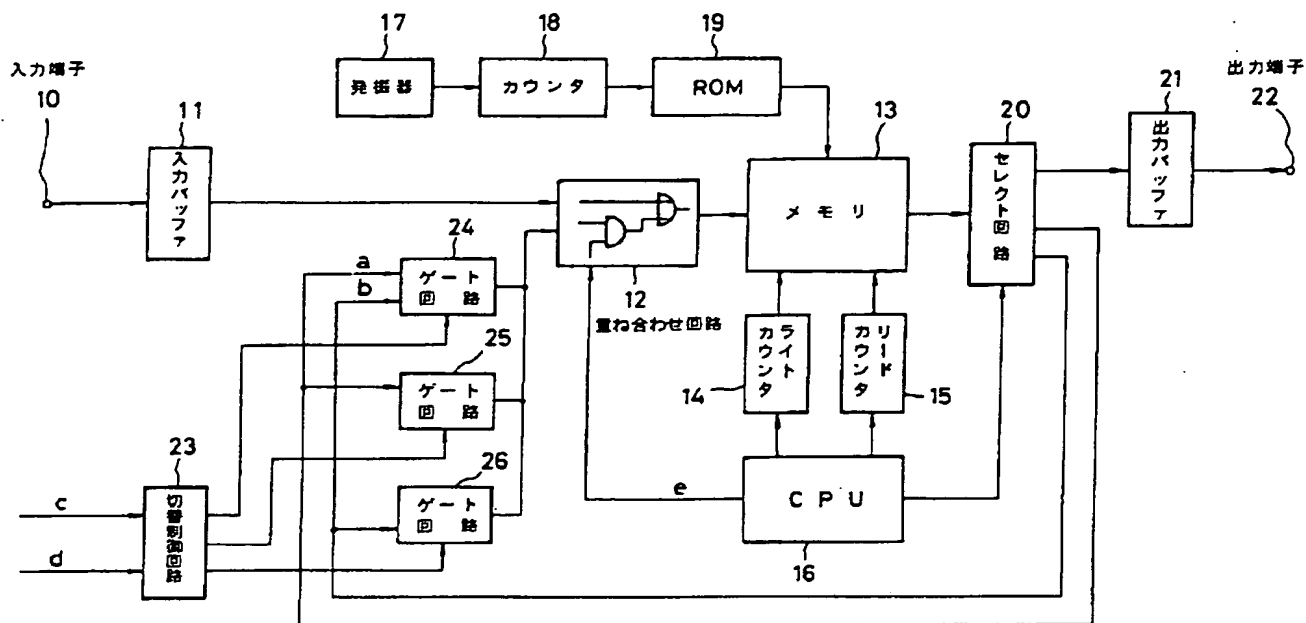 17
18
19
発振器
カウンタ
ROM
入力端子
10
11
入力バッファ
13
メモリ
20
セレクト回路
21
出力バッファ
出力端子
22
12
重ね合わせ回路
24
a
b
ゲート
回路
25
ゲート
回路
26
ゲート
回路
14
ライト
カウンタ
リード
カウンタ
15
23
c
d
切替制御回路
e
CPU
16